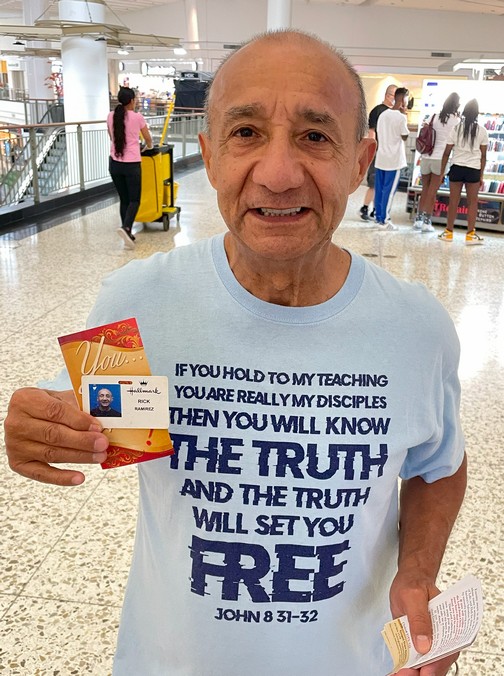 You...
Hallmark
RICK
RAMIREZ
IF YOU HOLD TO MY TEACHING
YOU ARE REALLY MY DISCIPLES
THEN YOU WILL KNOW
THE TRUTH
AND THE TRUTH
WILL SET YOU
FREE
JOHN 8 31-32